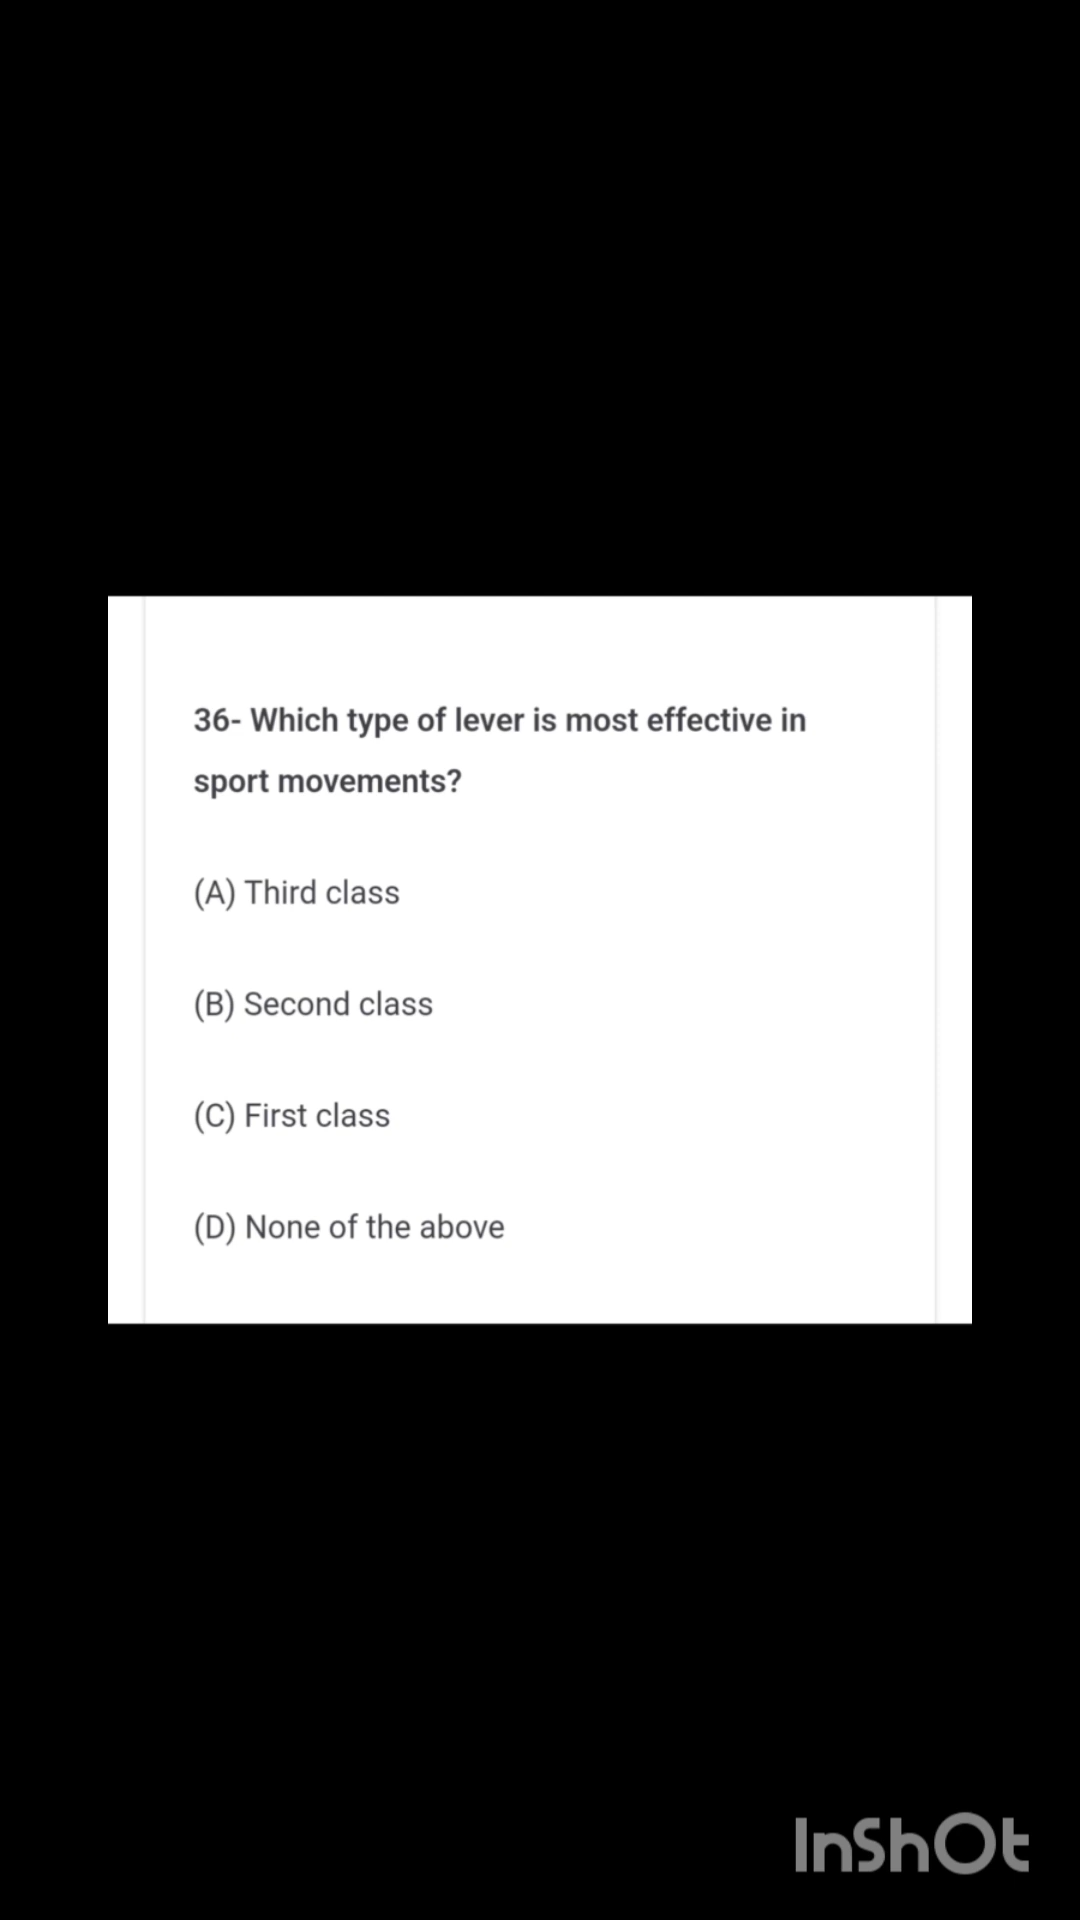 36- Which type of lever is most effective in
sport movements?
(A) Third class
(B) Second class
(C) First class
(D) None of the above
InShOt